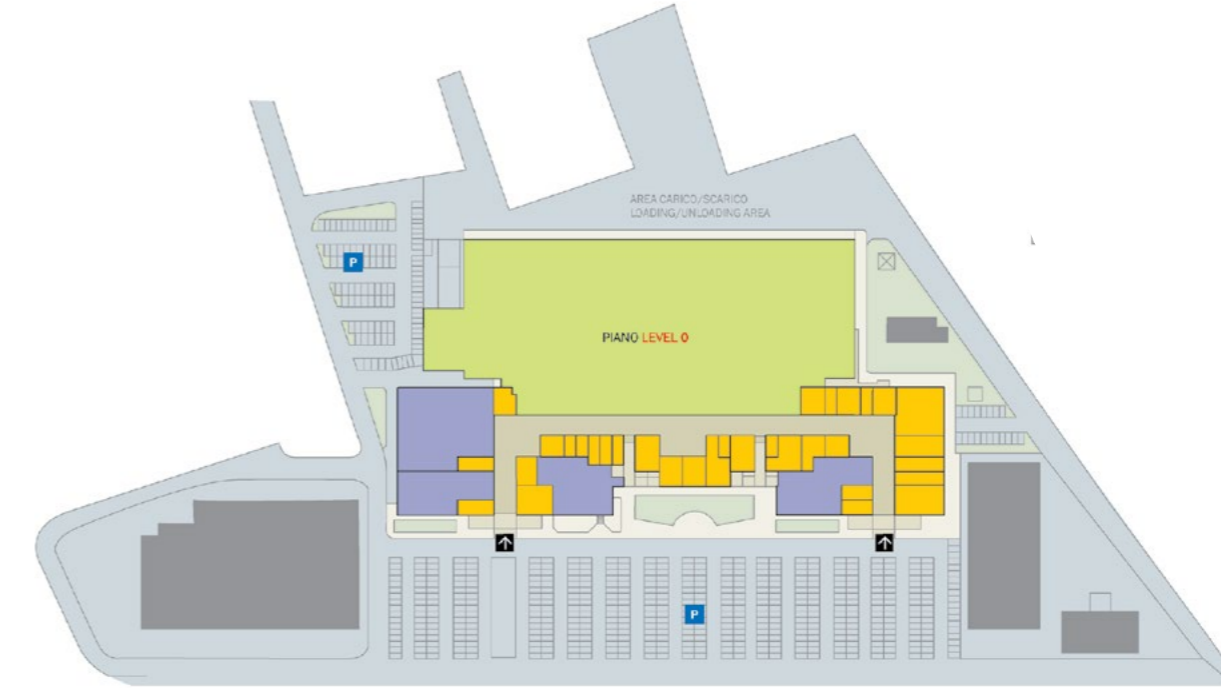 AREA CARICO/SCARICO
LOADING/UNLOADING AREA
P
PIANO LEVEL 0
P